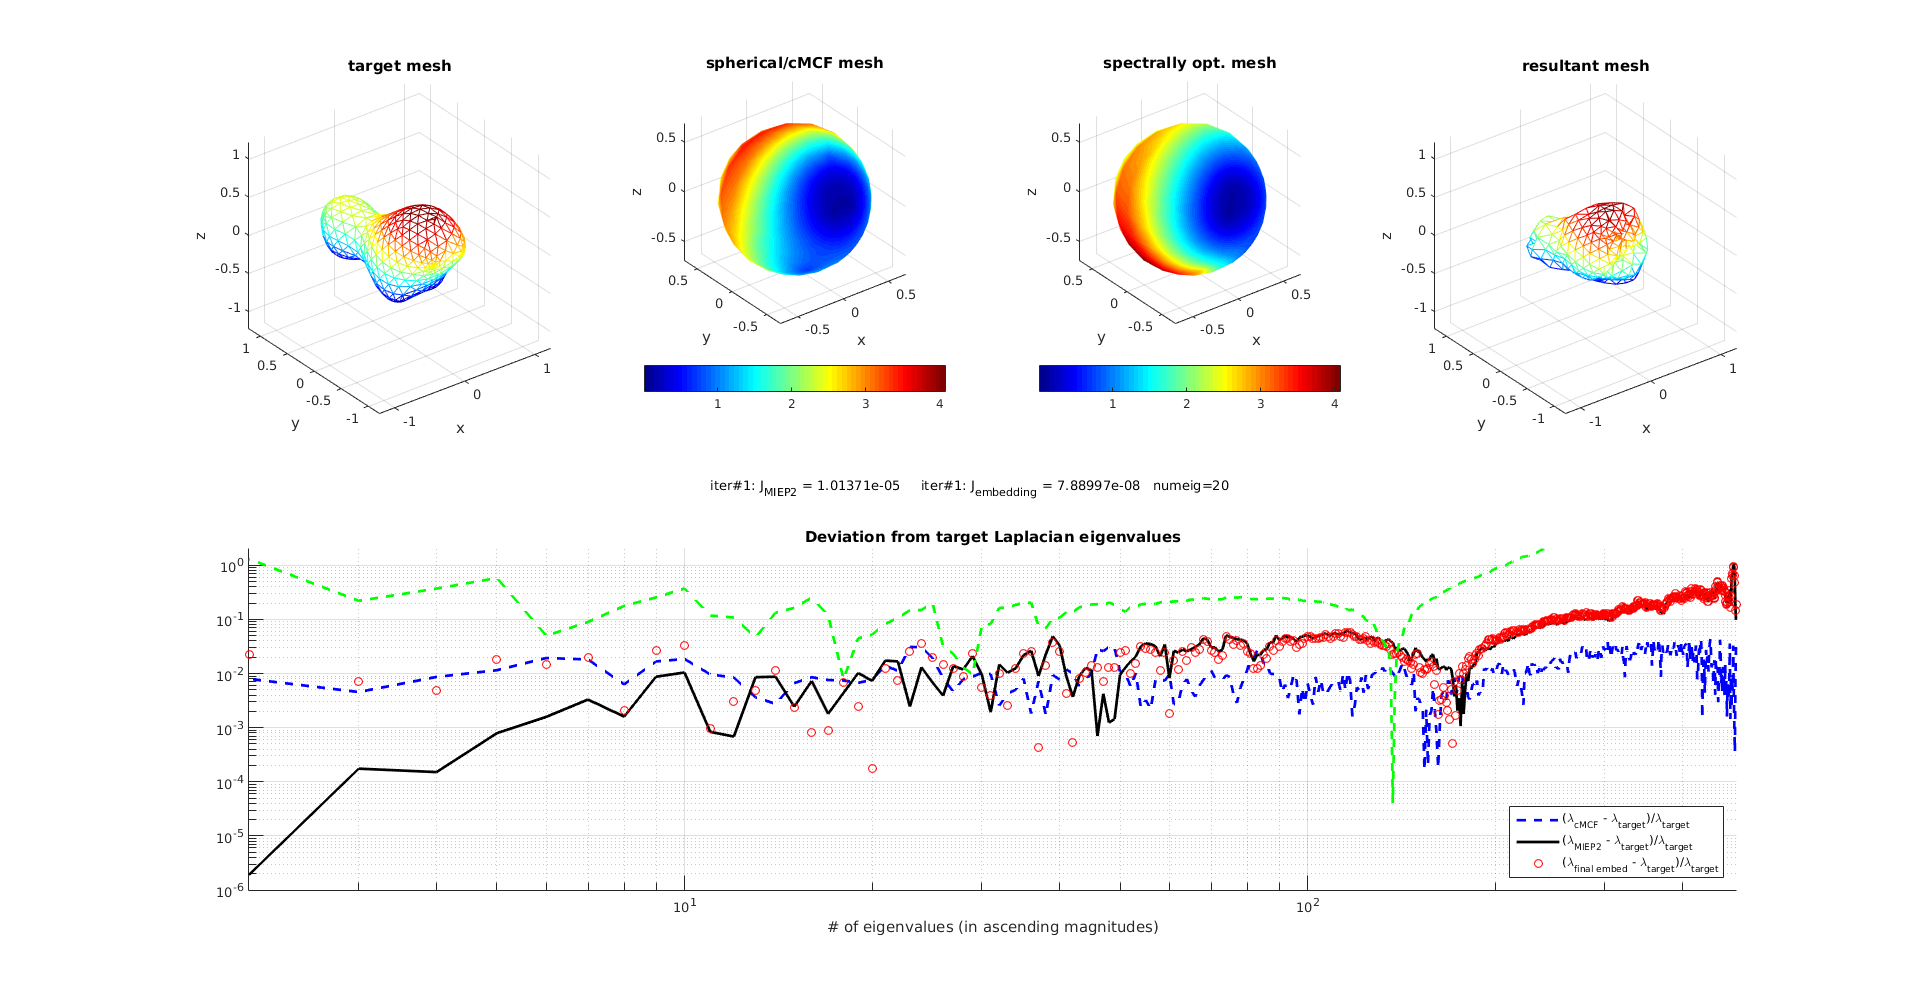 target mesh
spherical/cMCF mesh
spectrally opt. mesh
resultant mesh
1
0.5
0
-0.5
-1
z
1
0.5
0
-0.5
-1
y
-1
0
1
x
0.5
0
-0.5
z
0.5
0
-0.5
y
-0.5
0
0.5
x
1 2 3 4
0.5
0
-0.5
z
0.5
0
-0.5
y
-0.5
0
0.5
x
1 2 3 4
1
0.5
0
-0.5
-1
z
1
0.5
0
-0.5
-1
y
-1
0
1
x
iter#1: J_MIEP2 = 1.01371e-05 iter#1: J_embedding = 7.88997e-08 numeig=20
Deviation from target Laplacian eigenvalues
10^0
10^-1
10^-2
10^-3
10^-4
10^-5
10^-6
10^1 10^2
# of eigenvalues (in ascending magnitudes)
(λ_cMCF - λ_target)/λ_target
(λ_MIEP2 - λ_target)/λ_target
(λ_final embed - λ_target)/λ_target